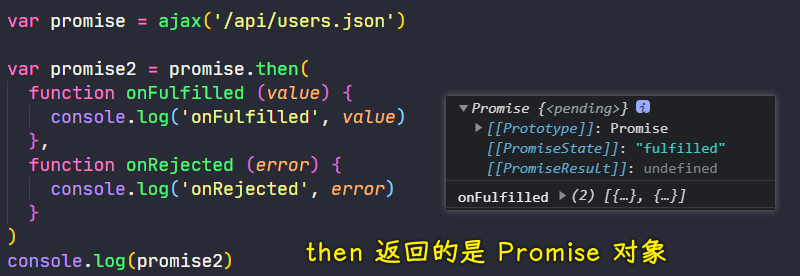 var promise = ajax('/api/users.json')
var promise2 = promise.then(
function onFulfilled (value) {
console.log('onFulfilled', value)
},
function onRejected (error) {
console.log('onRejected', error)
}
)
console.log(promise2)
Promise {<pending>} i
[[Prototype]]: Promise
[[PromiseState]]: "fulfilled"
[[PromiseResult]]: undefined
onFulfilled (2) [{…}, {…}]
then 返回的是 Promise 对象